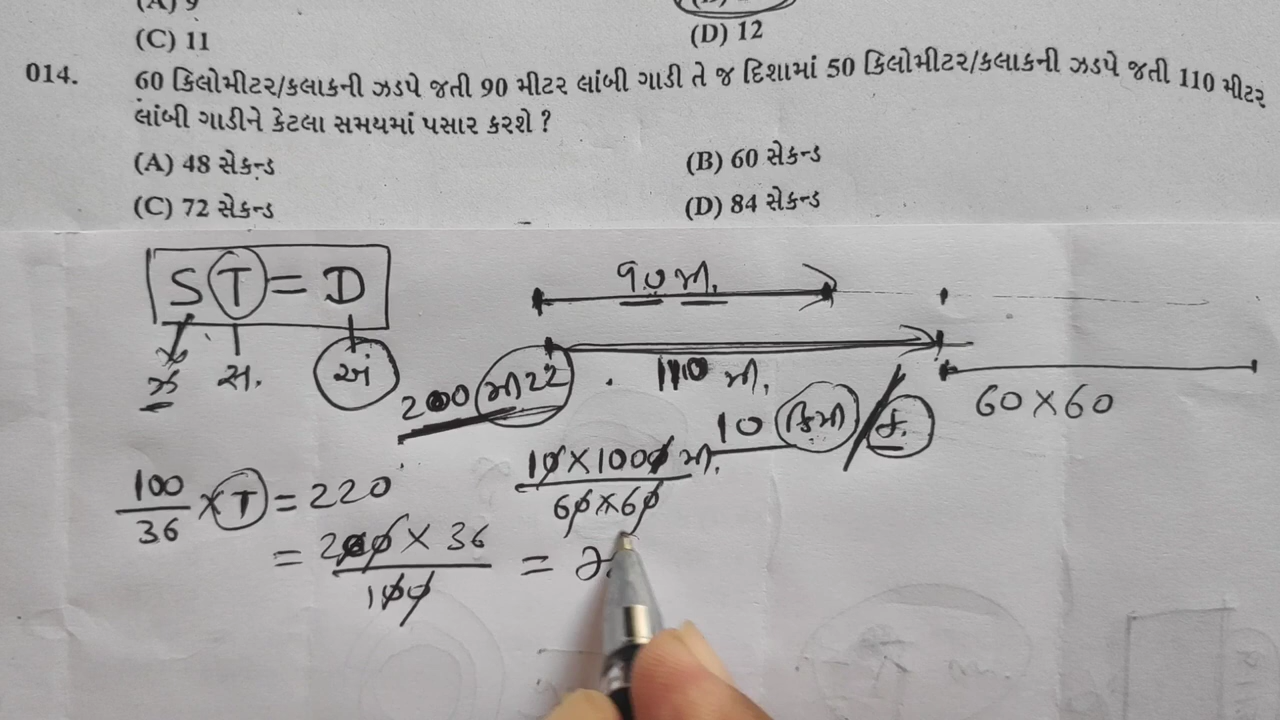 (A) 9
(C) 11
(D) 12
014. 60 કિલોમીટર/કલાકની ઝડપે જતી 90 મીટર લાંબી ગાડી તે જ દિશામાં 50 કિલોમીટર/કલાકની ઝડપે જતી 110 મીટર
લાંબી ગાડીને કેટલા સમયમાં પસાર કરશે ?
(A) 48 સેકન્ડ
(B) 60 સેકન્ડ
(C) 72 સેકન્ડ
(D) 84 સેકન્ડ
S T = D
90 મી.
સ. અં
110 મી.
200 મીટર
60 X 60
10 કિમી / ક.
10 X 1000 મી.
60 X 60
100
36 X T = 220
= 200 X 36
100
=